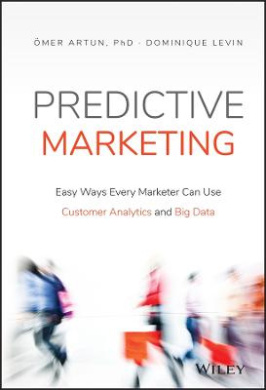 ÖMER ARTUN, PhD · DOMINIQUE LEVIN
PREDICTIVE
MARKETING
Easy Ways Every Marketer Can Use
Customer Analytics and Big Data
WILEY